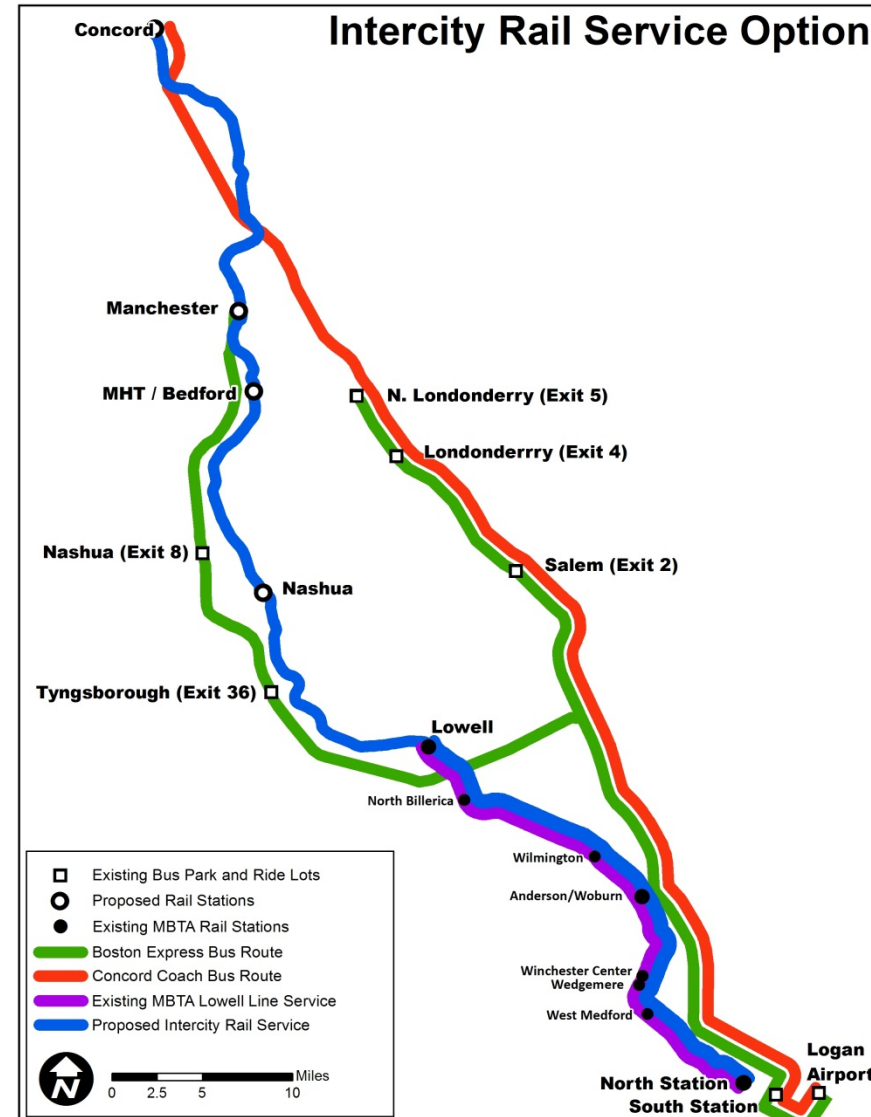 Intercity Rail Service Option
Concord
Manchester
MHT / Bedford
N. Londonderry (Exit 5)
Londonderrry (Exit 4)
Nashua (Exit 8)
Salem (Exit 2)
Nashua
Tyngsborough (Exit 36)
Lowell
North Billerica
Wilmington
Anderson/Woburn
Winchester Center
Wedgemere
West Medford
Logan
Airport
North Station
South Station
Existing Bus Park and Ride Lots
Proposed Rail Stations
Existing MBTA Rail Stations
Boston Express Bus Route
Concord Coach Bus Route
Existing MBTA Lowell Line Service
Proposed Intercity Rail Service
N
Miles
0 2.5 5 10